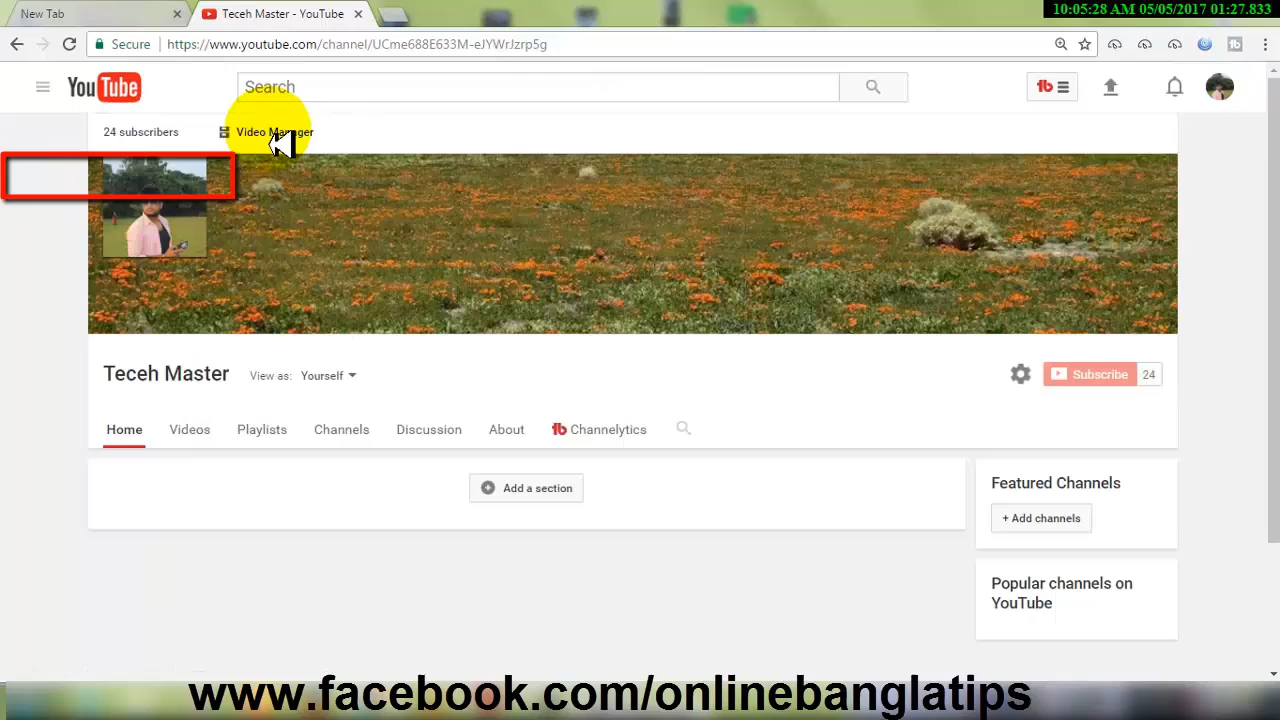 10:05:28 AM 05/05/2017 01:27.833
New Tab
Teceh Master - YouTube
Secure
https://www.youtube.com/channel/UCme688E633M-eJYWrJzrp5g
YouTube
Search
tb
24 subscribers
Video Manager
Teceh Master
View as:
Yourself
Subscribe
24
Home
Videos
Playlists
Channels
Discussion
About
tb Channelytics
Add a section
Featured Channels
+ Add channels
Popular channels on
YouTube
www.facebook.com/onlinebanglatips